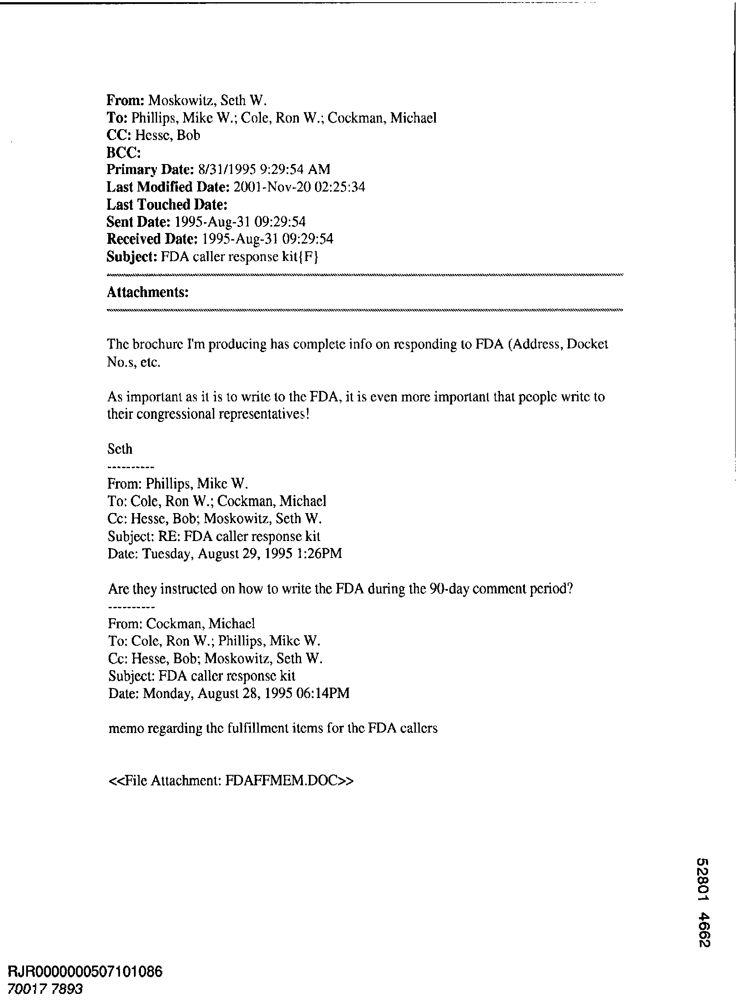 From: Moskowitz, Seth W.
To: Phillips, Mike W.; Cole, Ron W.; Cockman, Michael
CC: Hesse, Bob
BCC:
Primary Date: 8/31/1995 9:29:54 AM
Last Modified Date: 2001-Nov-20 02:25:34
Last Touched Date:
Sent Date: 1995-Aug-31 09:29:54
Received Date: 1995-Aug-31 09:29:54
Subject: FDA caller response kit{F}
Attachments:
The brochure I'm producing has complete info on responding to FDA (Address, Docket
No.s, etc.
As important as it is to write to the FDA, it is even more important that people write to
their congressional representatives!
Seth
----------
From: Phillips, Mike W.
To: Cole, Ron W.; Cockman, Michael
Cc: Hesse, Bob; Moskowitz, Seth W.
Subject: RE: FDA caller response kit
Date: Tuesday, August 29, 1995 1:26PM
Are they instructed on how to write the FDA during the 90-day comment period?
----------
From: Cockman, Michael
To: Cole, Ron W.; Phillips, Mike W.
Cc: Hesse, Bob; Moskowitz, Seth W.
Subject: FDA caller response kit
Date: Monday, August 28, 1995 06:14PM
memo regarding the fulfillment items for the FDA callers
<<File Attachment: FDAFFMEM.DOC>>
52801 4662
RJR0000000507101086
70017 7893